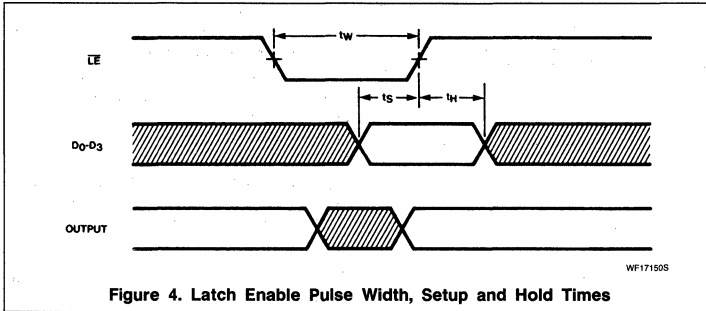 tW
LE
tS tH
D0-D3
OUTPUT
WF17150S
Figure 4. Latch Enable Pulse Width, Setup and Hold Times